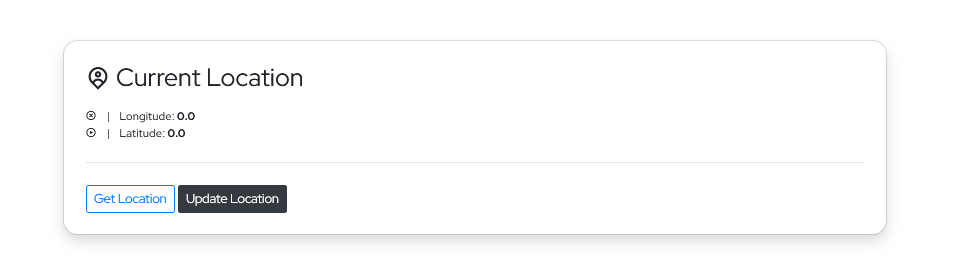 Current Location
| Longitude: 0.0
| Latitude: 0.0
Get Location Update Location